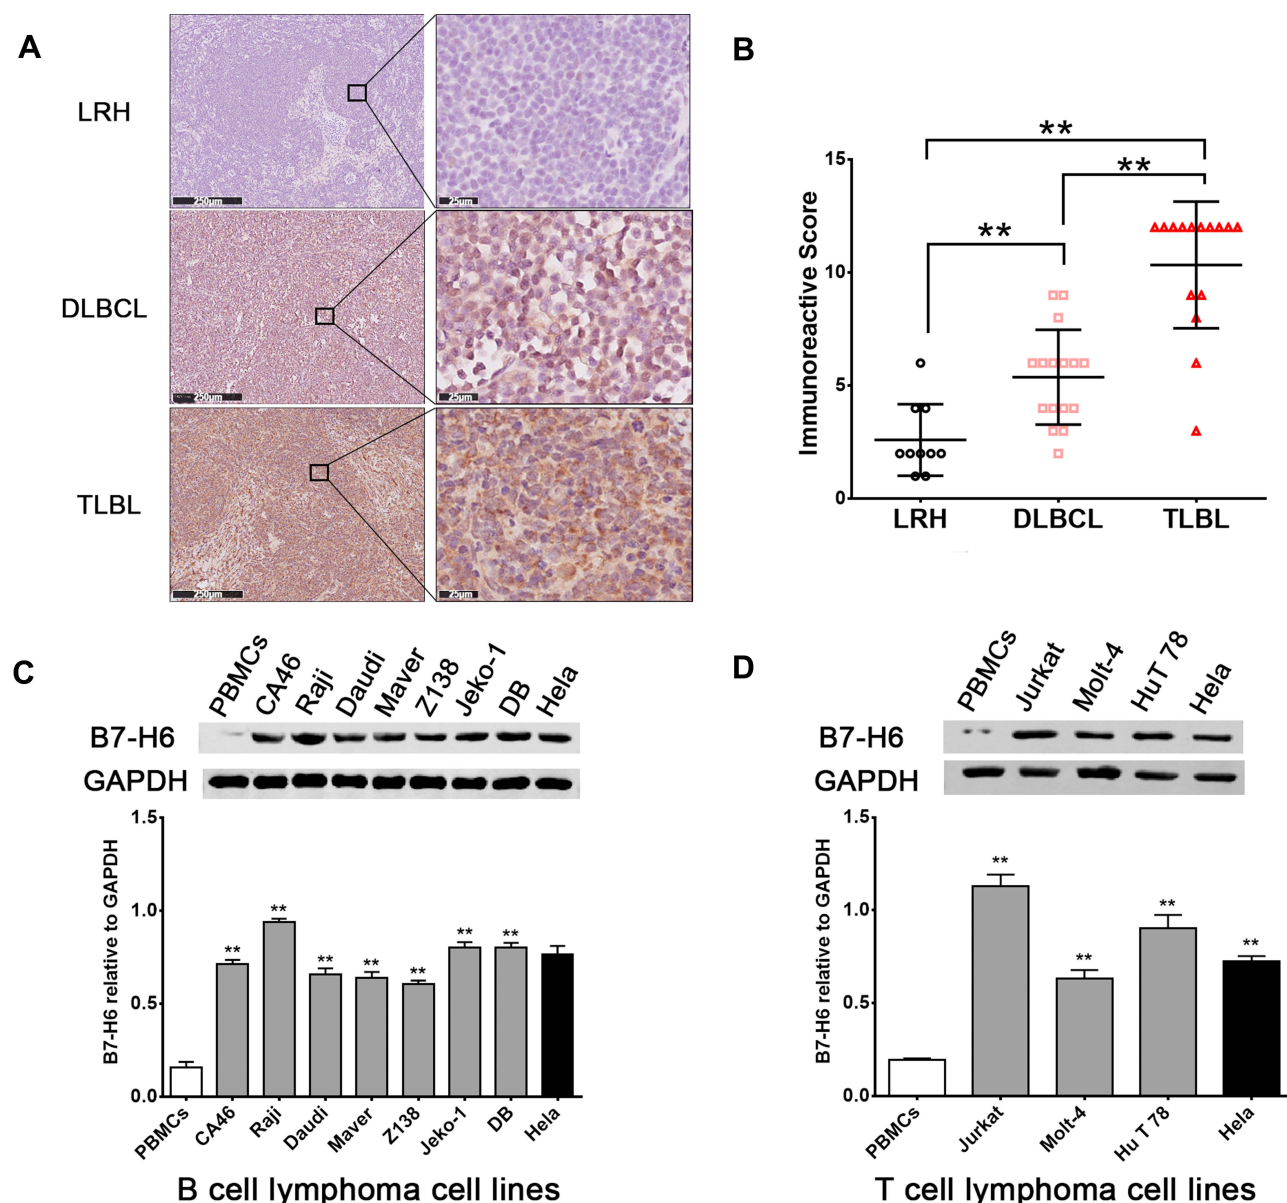 A
LRH
250μm
25μm
DLBCL
250μm
25μm
TLBL
250μm
25μm
B
**
**
**
Immunoreactive Score
15
10
5
0
LRH
DLBCL
TLBL
C
PBMCs
CA46
Raji
Daudi
Maver
Z138
Jeko-1
DB
Hela
B7-H6
GAPDH
B7-H6 relative to GAPDH
1.5
1.0
0.5
0.0
**
**
**
**
**
**
**
PBMCs
CA46
Raji
Daudi
Maver
Z138
Jeko-1
DB
Hela
B cell lymphoma cell lines
D
PBMCs
Jurkat
Molt-4
HuT 78
Hela
B7-H6
GAPDH
B7-H6 relative to GAPDH
1.5
1.0
0.5
0.0
**
**
**
**
PBMCs
Jurkat
Molt-4
Hu T 78
Hela
T cell lymphoma cell lines